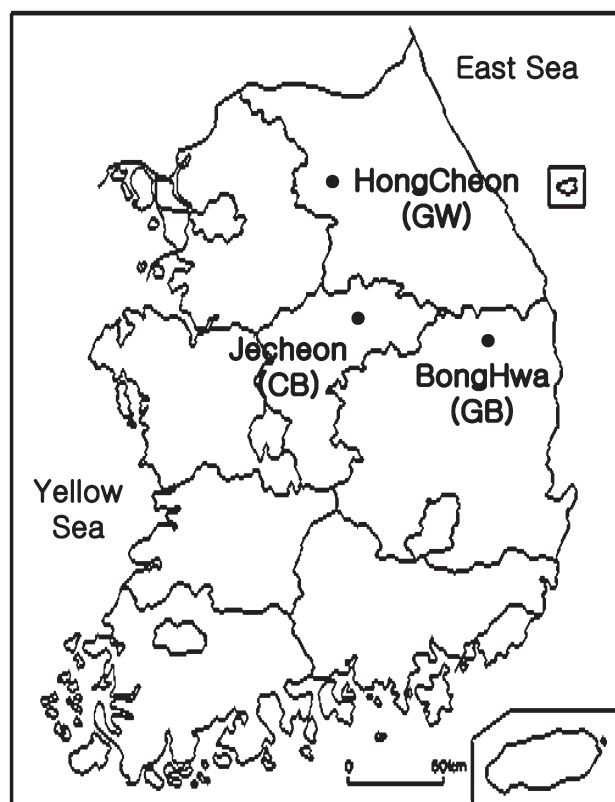 East Sea
HongCheon
(GW)
Jecheon
(CB)
BongHwa
(GB)
Yellow
Sea
0 60km